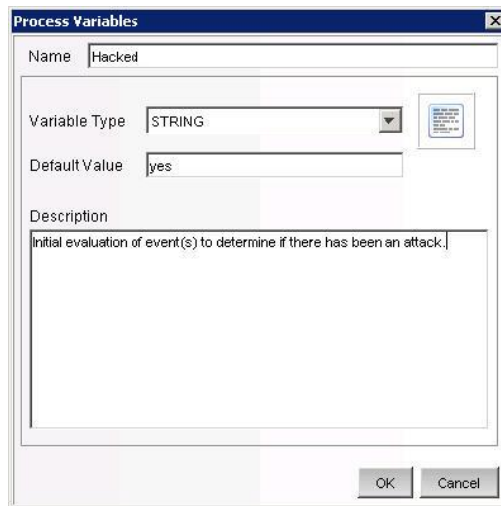 Process Variables
Name Hacked
Variable Type STRING
Default Value yes
Description
Initial evaluation of event(s) to determine if there has been an attack.
OK Cancel